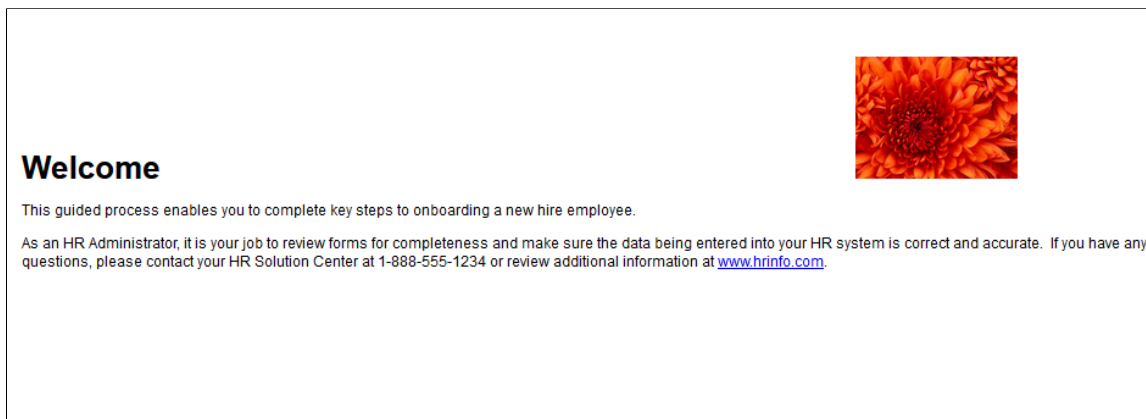 Welcome
This guided process enables you to complete key steps to onboarding a new hire employee.
As an HR Administrator, it is your job to review forms for completeness and make sure the data being entered into your HR system is correct and accurate.  If you have any
questions, please contact your HR Solution Center at 1-888-555-1234 or review additional information at www.hrinfo.com.